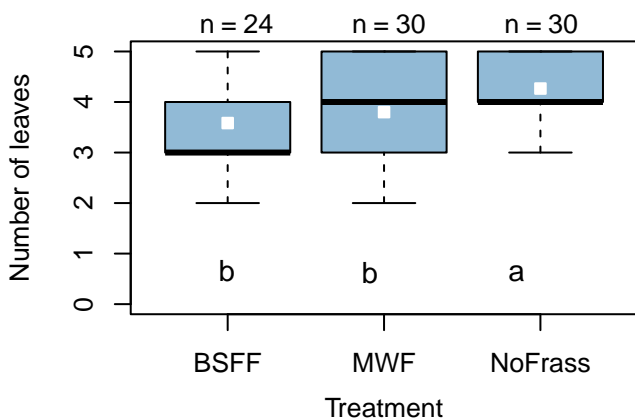 n = 24 n = 30 n = 30
Number of leaves
5
4
3
2
1
0
b b a
BSFF MWF NoFrass
Treatment